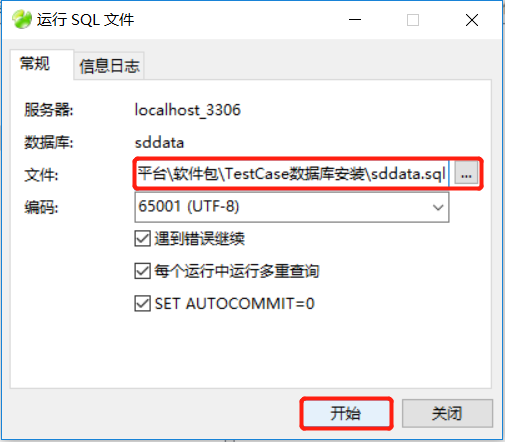 运行 SQL 文件
常规
信息日志
服务器: localhost_3306
数据库: sddata
文件: 平台\软件包\TestCase数据库安装\sddata.sql ...
编码: 65001 (UTF-8)
遇到错误继续
每个运行中运行多重查询
SET AUTOCOMMIT=0
开始 关闭